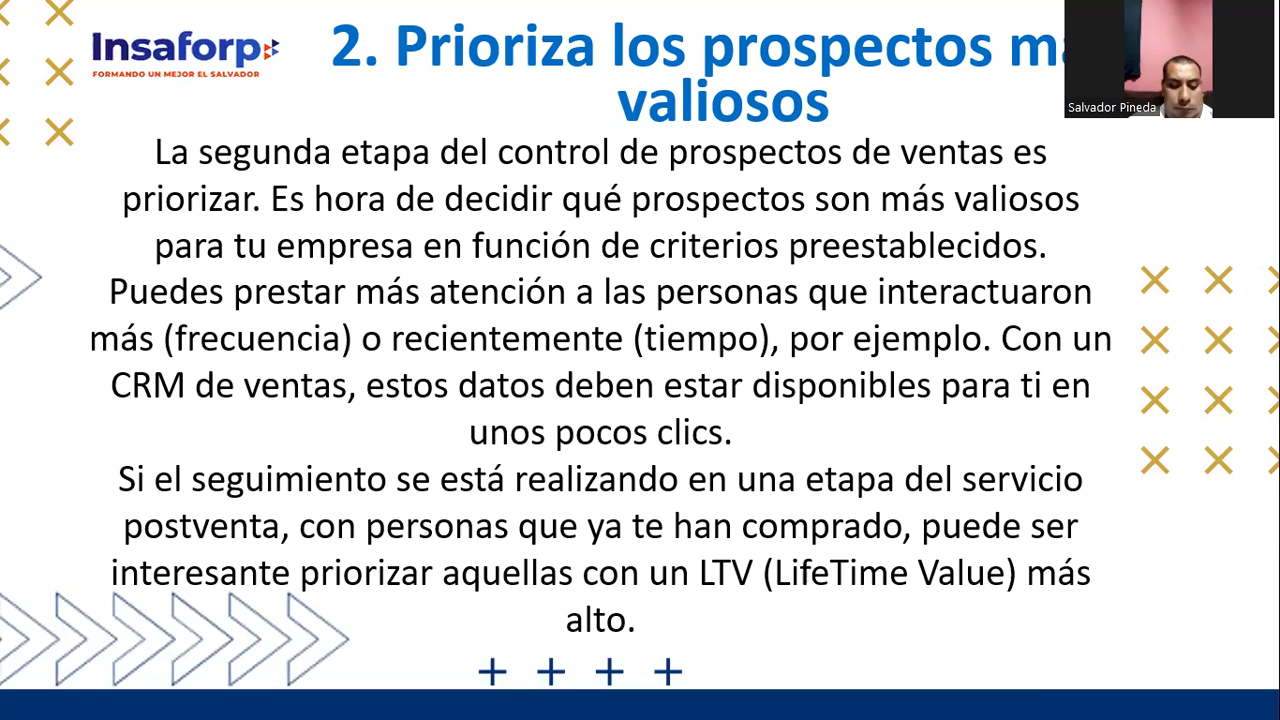 Insaforp
FORMANDO UN MEJOR EL SALVADOR
2. Prioriza los prospectos
valiosos
Salvador Pineda
La segunda etapa del control de prospectos de ventas es
priorizar. Es hora de decidir qué prospectos son más valiosos
para tu empresa en función de criterios preestablecidos.
Puedes prestar más atención a las personas que interactuaron
más (frecuencia) o recientemente (tiempo), por ejemplo. Con un
CRM de ventas, estos datos deben estar disponibles para ti en
unos pocos clics.
Si el seguimiento se está realizando en una etapa del servicio
postventa, con personas que ya te han comprado, puede ser
interesante priorizar aquellas con un LTV (LifeTime Value) más
alto.